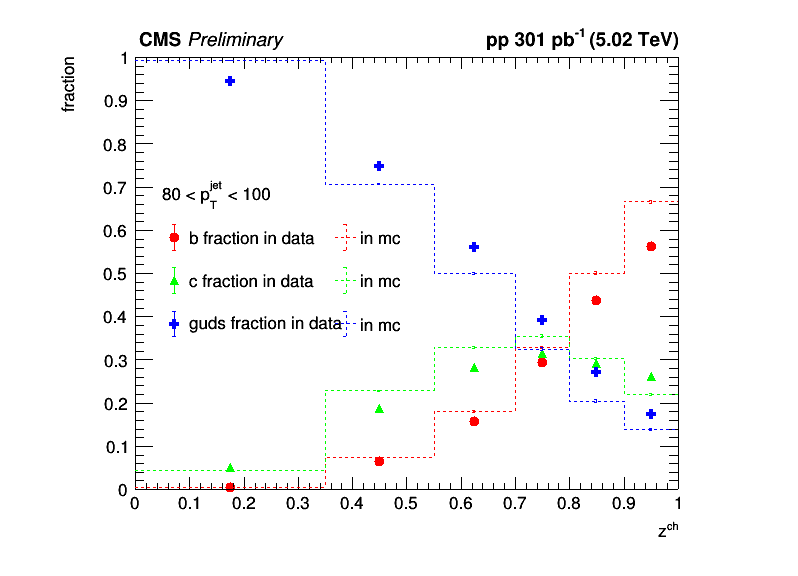 CMS Preliminary pp 301 pb⁻¹ (5.02 TeV)
fraction
1
0.9
0.8
0.7
0.6
0.5
0.4
0.3
0.2
0.1
0
80 < p_T^jet < 100
b fraction in data in mc
c fraction in data in mc
guds fraction in data in mc
0 0.1 0.2 0.3 0.4 0.5 0.6 0.7 0.8 0.9 1
z^ch